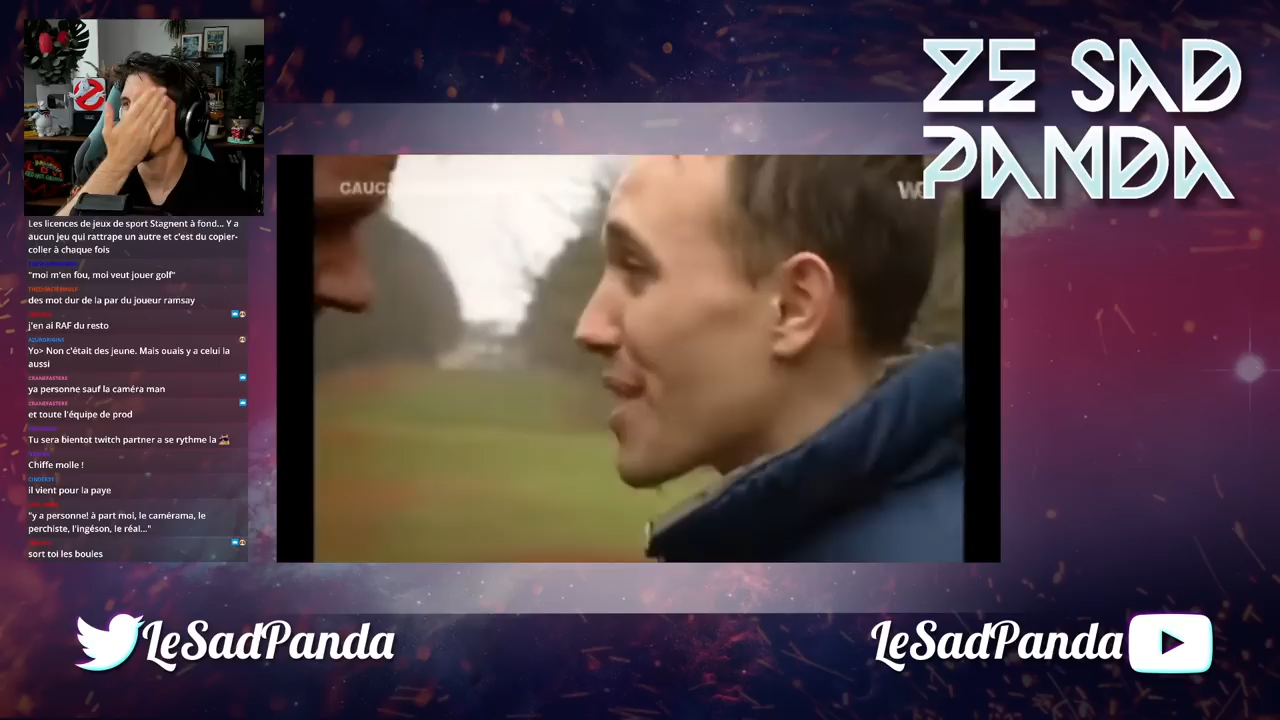 ZE SAD
PANDA
CAUCH
WO
Les licences de jeux de sport Stagnent à fond... Y a
aucun jeu qui rattrape un autre et c'est du copier-
coller à chaque fois
"moi m'en fou, moi veut jouer golf"
des mot dur de la par du joueur ramsay
j'en ai RAF du resto
AZURORIGINS
Yo> Non c'était des jeune. Mais ouais y a celui la
aussi
CRANEPASTEKE
ya personne sauf la caméra man
CRANEPASTEKE
et toute l'équipe de prod
Tu sera bientot twitch partner a se rythme la
Chiffe molle !
il vient pour la paye
"y a personne! à part moi, le camérama, le
perchiste, l'ingéson, le réal..."
sort toi les boules
LeSadPanda
LeSadPanda